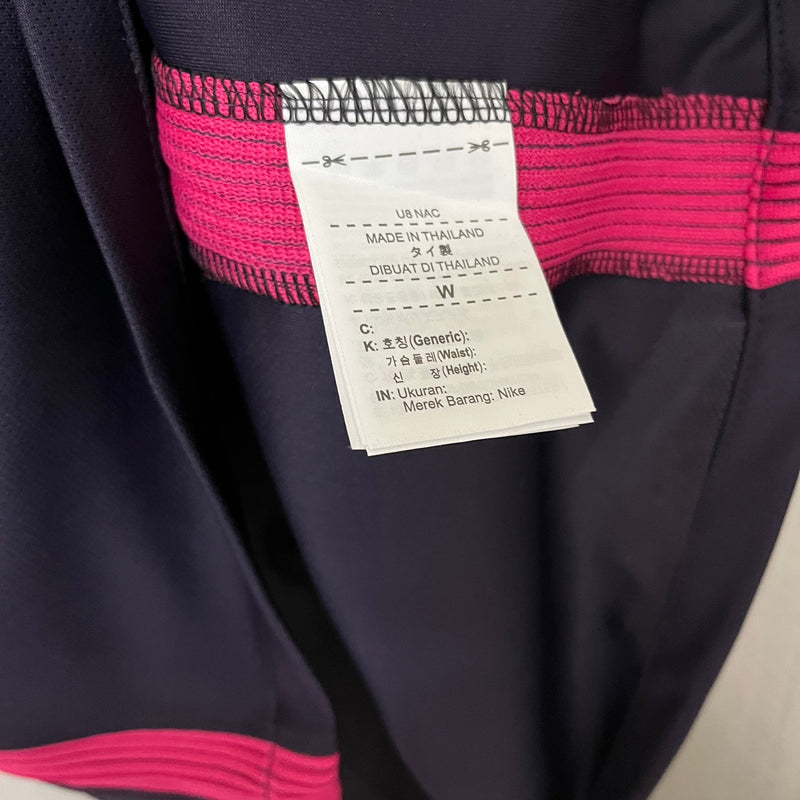 U8 NAC
MADE IN THAILAND
タイ製
DIBUAT DI THAILAND
W
C:
K: 호칭(Generic):
가슴둘레(Waist):
신 장(Height):
IN: Ukuran:
Merek Barang: Nike